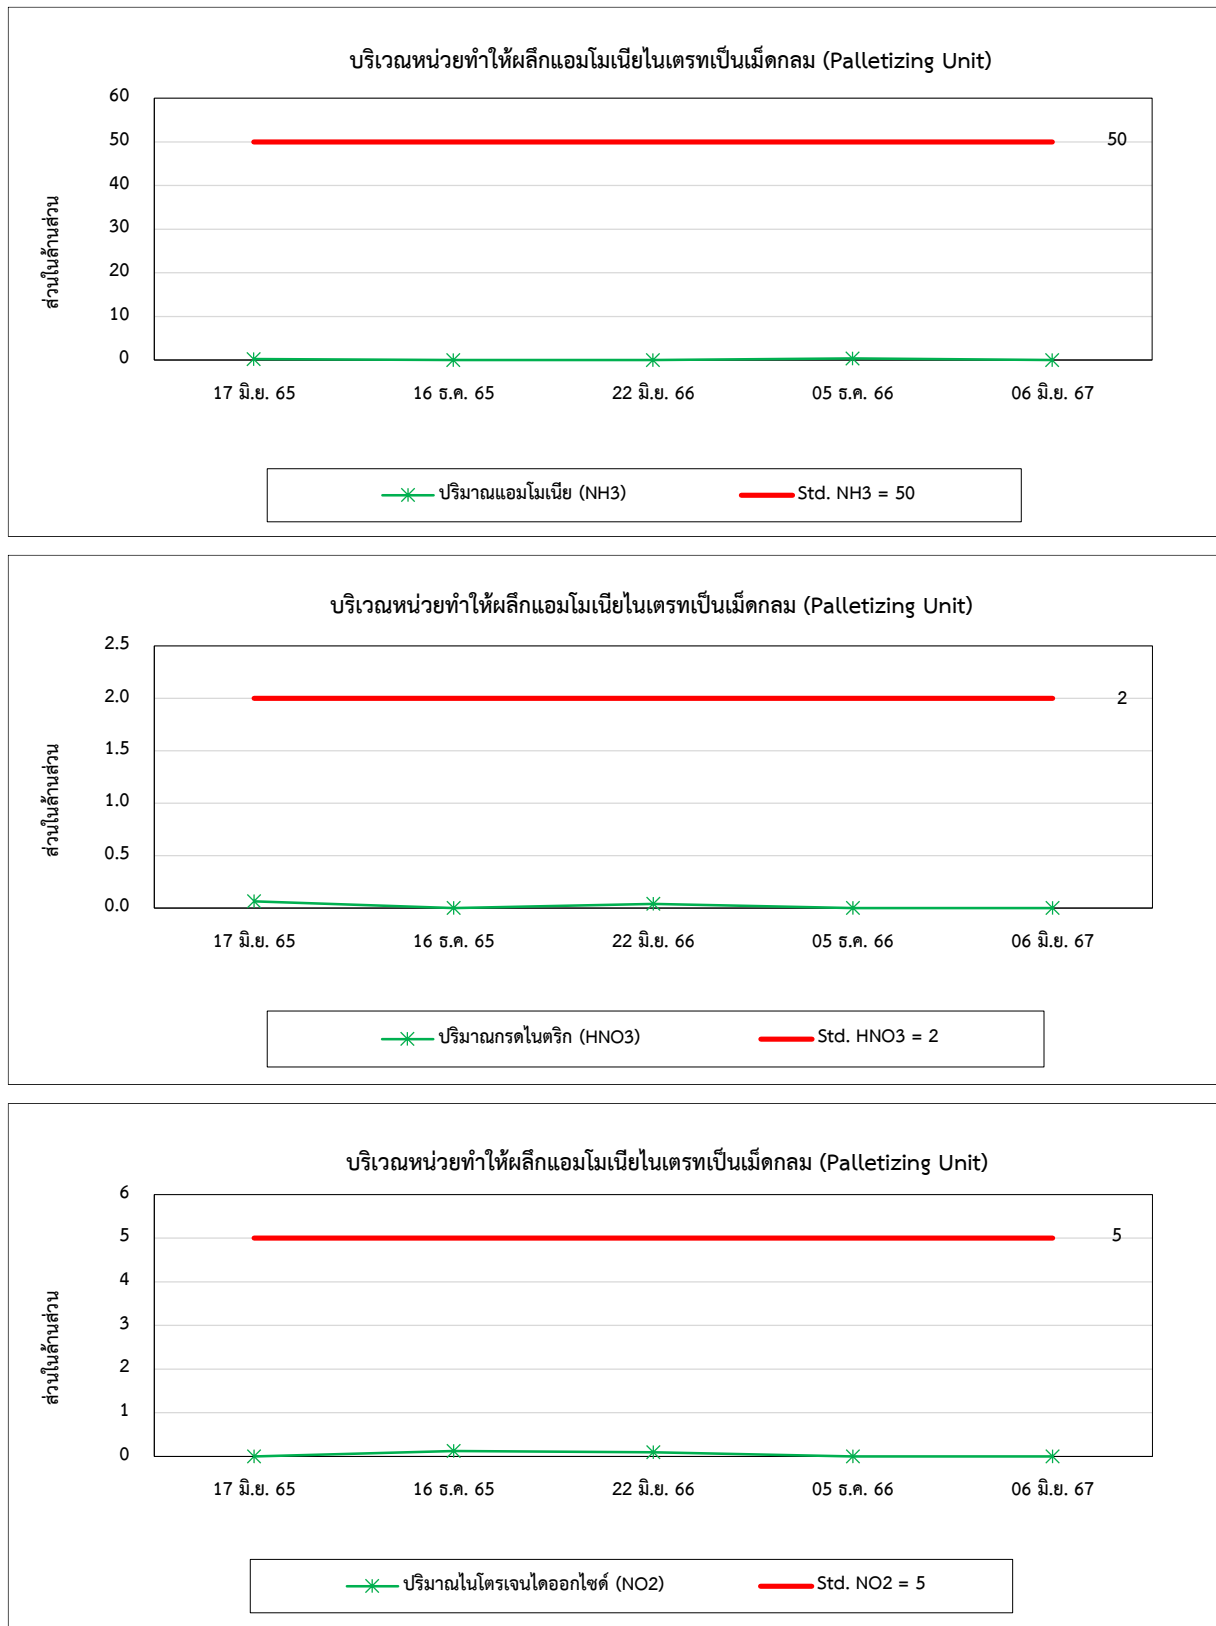 บริเวณหน่วยทำให้ผลึกแอมโมเนียไนเตรทเป็นเม็ดกลม (Palletizing Unit)
60
50
40
30
20
10
0
50
ส่วนในล้านส่วน
17 มิ.ย. 65
16 ธ.ค. 65
22 มิ.ย. 66
05 ธ.ค. 66
06 มิ.ย. 67
ปริมาณแอมโมเนีย (NH3)
Std. NH3 = 50
บริเวณหน่วยทำให้ผลึกแอมโมเนียไนเตรทเป็นเม็ดกลม (Palletizing Unit)
2.5
2.0
1.5
1.0
0.5
0.0
2
ส่วนในล้านส่วน
17 มิ.ย. 65
16 ธ.ค. 65
22 มิ.ย. 66
05 ธ.ค. 66
06 มิ.ย. 67
ปริมาณกรดไนตริก (HNO3)
Std. HNO3 = 2
บริเวณหน่วยทำให้ผลึกแอมโมเนียไนเตรทเป็นเม็ดกลม (Palletizing Unit)
6
5
4
3
2
1
0
5
ส่วนในล้านส่วน
17 มิ.ย. 65
16 ธ.ค. 65
22 มิ.ย. 66
05 ธ.ค. 66
06 มิ.ย. 67
ปริมาณไนโตรเจนไดออกไซด์ (NO2)
Std. NO2 = 5